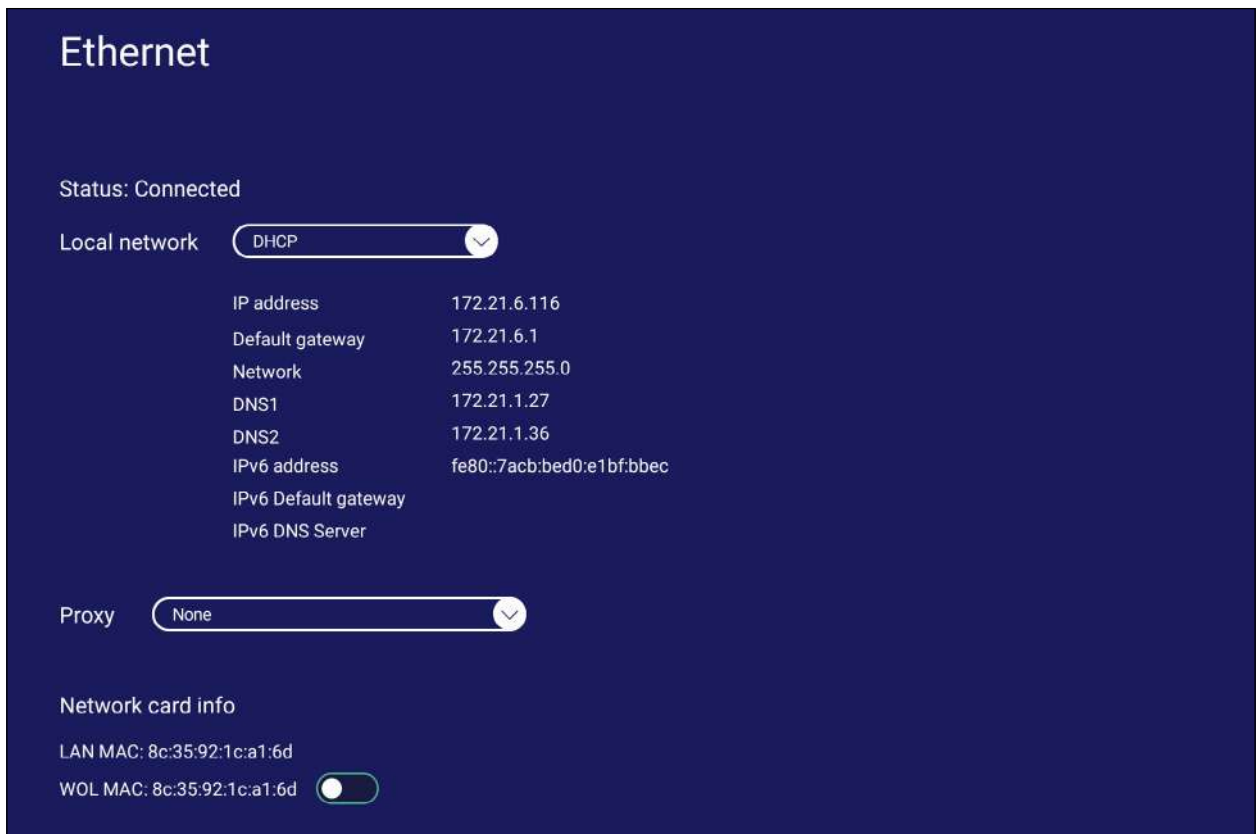 Ethernet
Status: Connected
Local network DHCP
IP address 172.21.6.116
Default gateway 172.21.6.1
Network 255.255.255.0
DNS1 172.21.1.27
DNS2 172.21.1.36
IPv6 address fe80::7acb:bed0:e1bf:bbec
IPv6 Default gateway
IPv6 DNS Server
Proxy None
Network card info
LAN MAC: 8c:35:92:1c:a1:6d
WOL MAC: 8c:35:92:1c:a1:6d